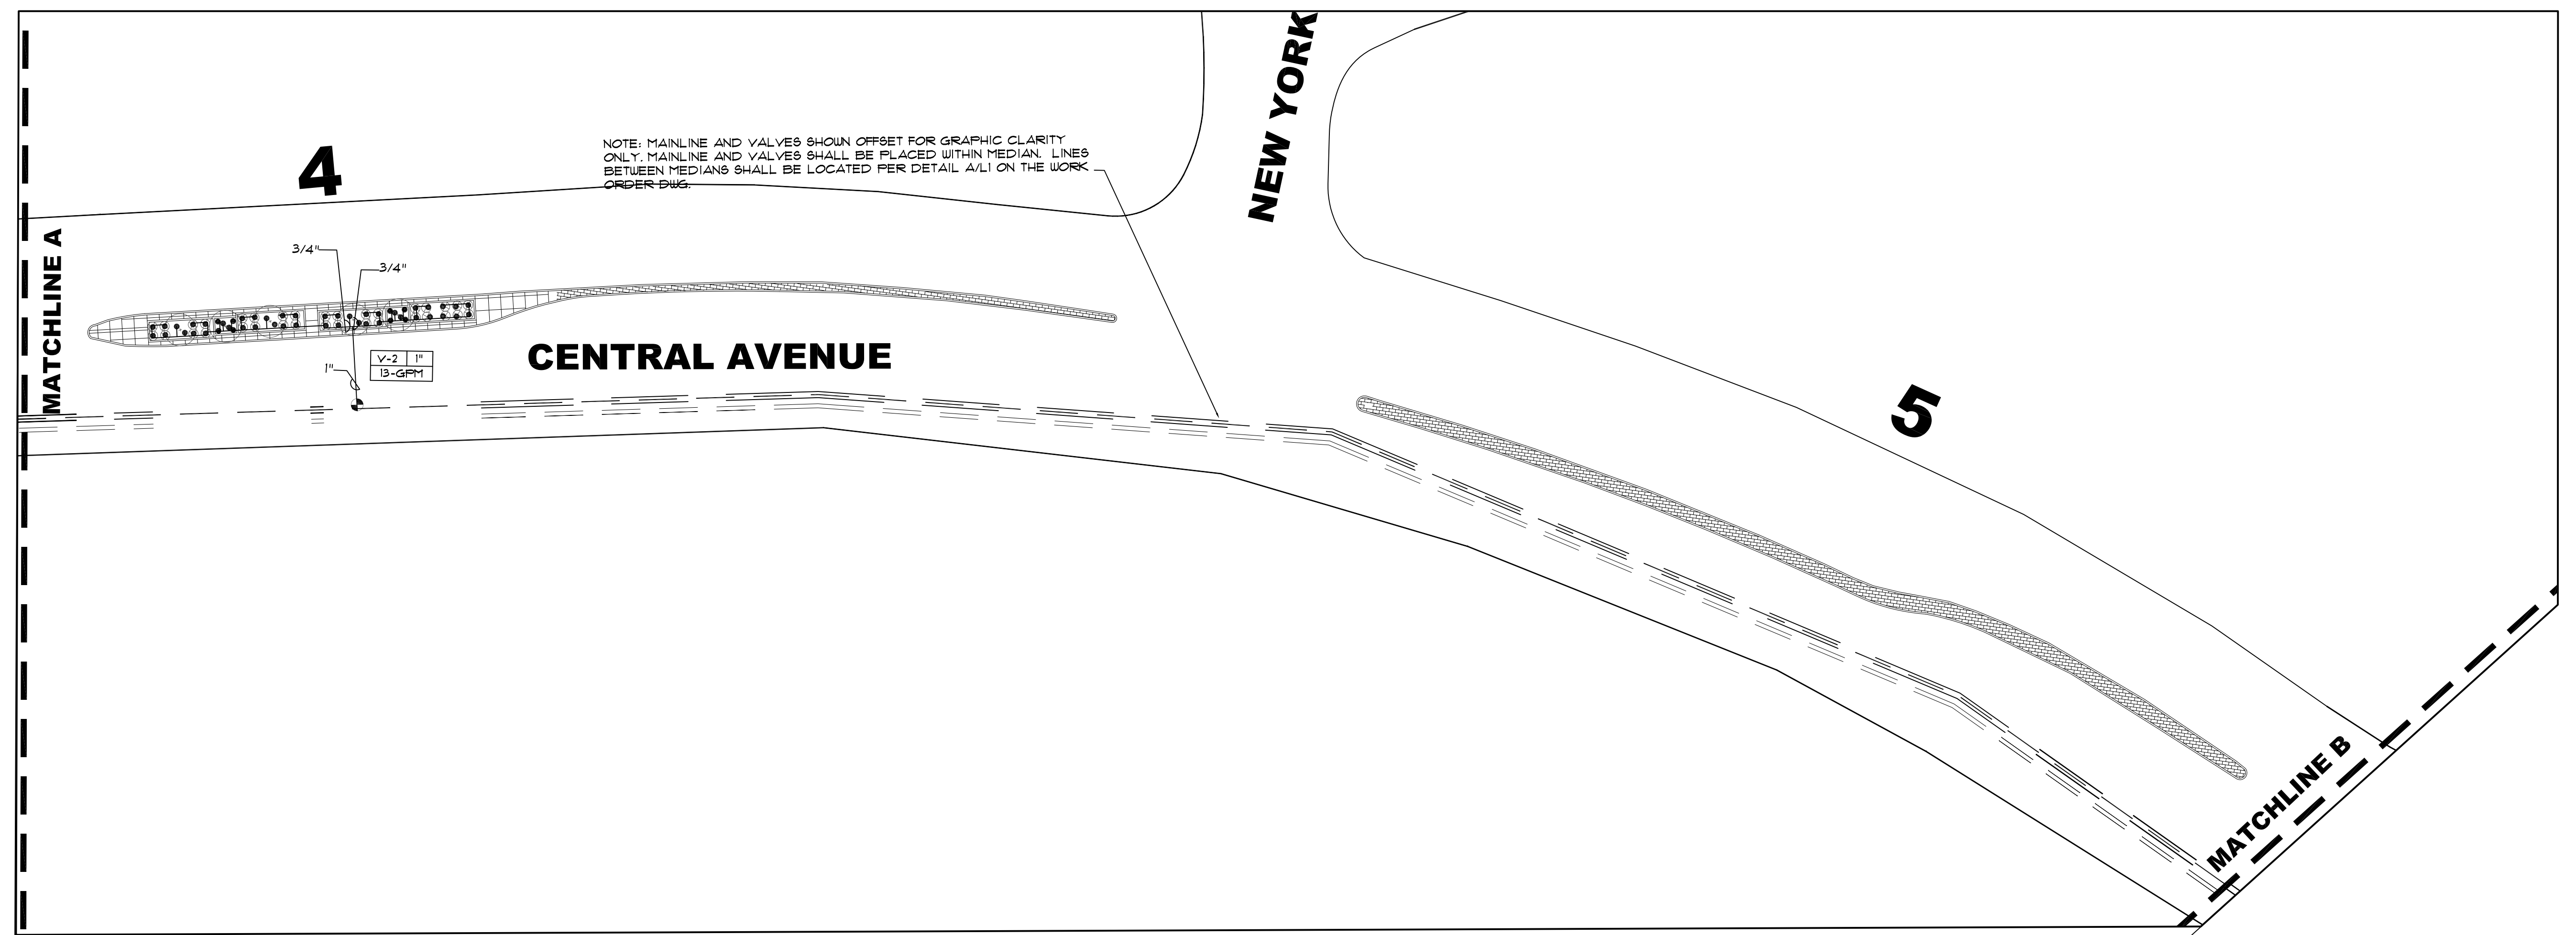 NEW YORK
4
NOTE: MAINLINE AND VALVES SHOWN OFFSET FOR GRAPHIC CLARITY
ONLY. MAINLINE AND VALVES SHALL BE PLACED WITHIN MEDIAN. LINES
BETWEEN MEDIANS SHALL BE LOCATED PER DETAIL A/L1 ON THE WORK
ORDER DWG.
MATCHLINE A
3/4"
3/4"
V-2 1"
13-GPM
1"
CENTRAL AVENUE
5
MATCHLINE B